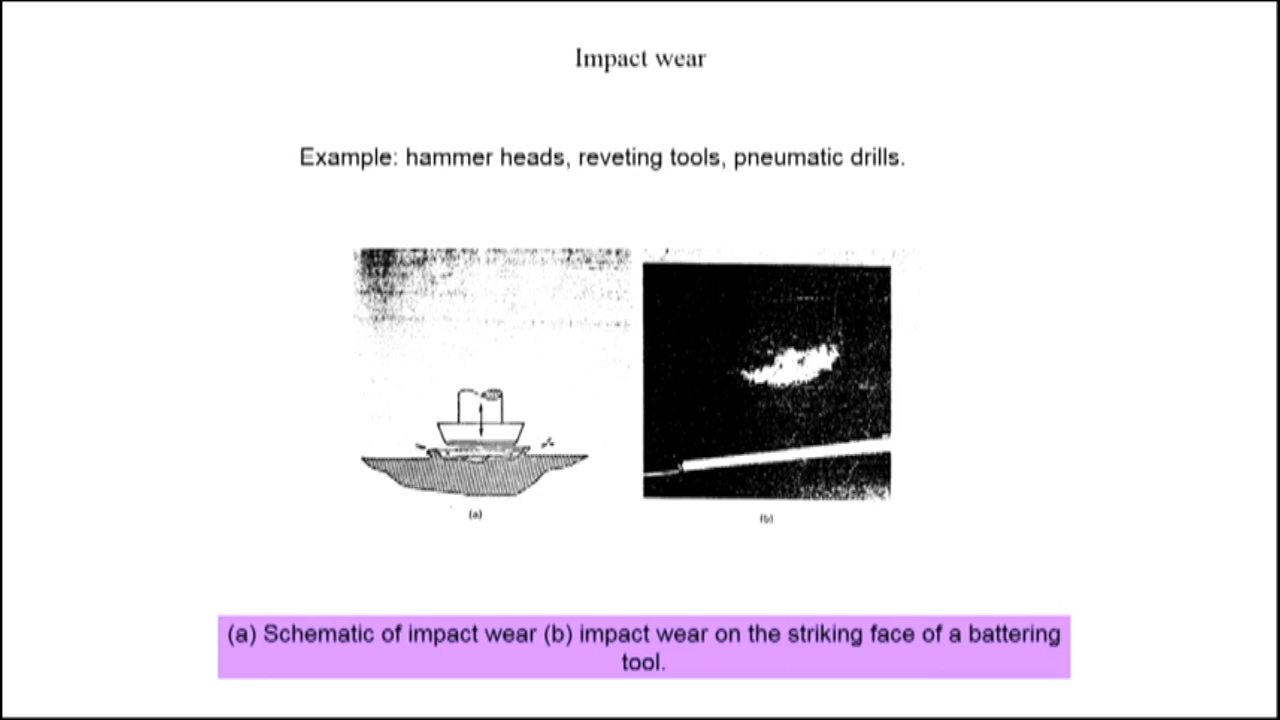 Impact wear
Example: hammer heads, reveting tools, pneumatic drills.
(a)
(b)
(a) Schematic of impact wear (b) impact wear on the striking face of a battering
tool.